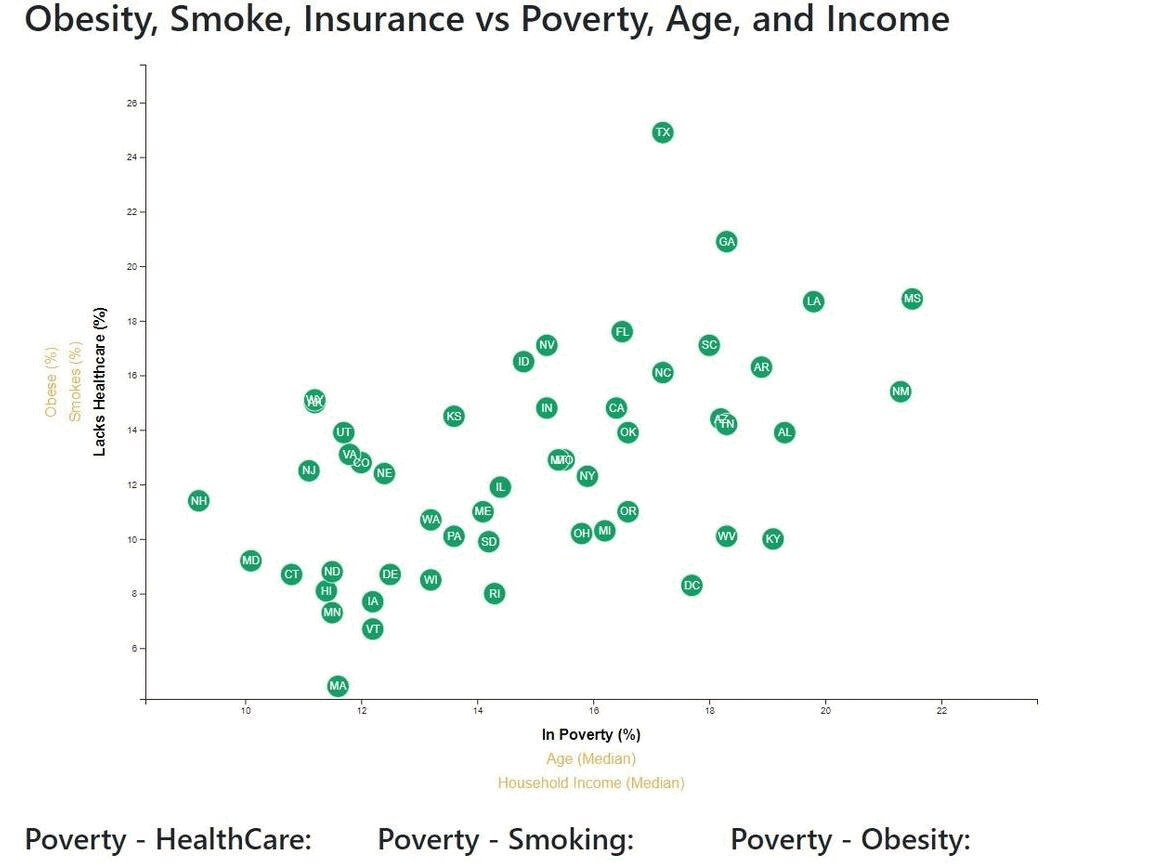 Obesity, Smoke, Insurance vs Poverty, Age, and Income
26
24
22
20
18
16
14
12
10
8
6
Obese (%)
Smokes (%)
Lacks Healthcare (%)
TX
GA
MS
LA
FL
NV
SC
ID
AR
NC
NM
WY
IN
CA
KS
AZ
TN
UT
OK
AL
VA
CO
NJ
NE
NY
IL
NH
ME
OR
WA
MI
OH
PA
WV
KY
SD
MD
ND
CT
DE
WI
DC
HI
RI
IA
MN
VT
MA
10 12 14 16 18 20 22
In Poverty (%)
Age (Median)
Household Income (Median)
Poverty - HealthCare: Poverty - Smoking: Poverty - Obesity: